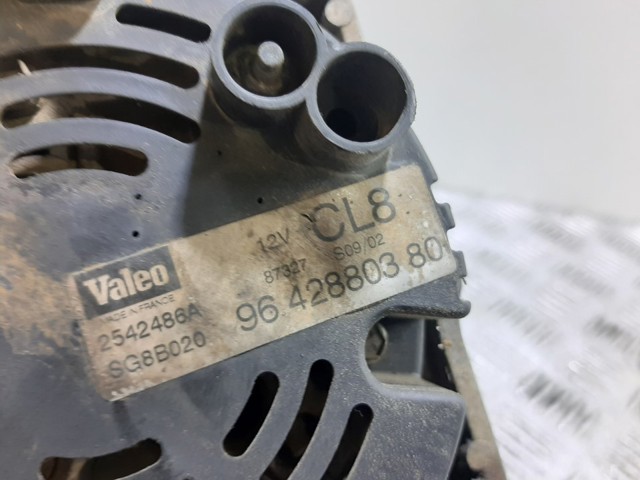 12V CL8
87327 S09/02
Valeo
MADE IN FRANCE
96 428803 80
2542486A
SG8B020